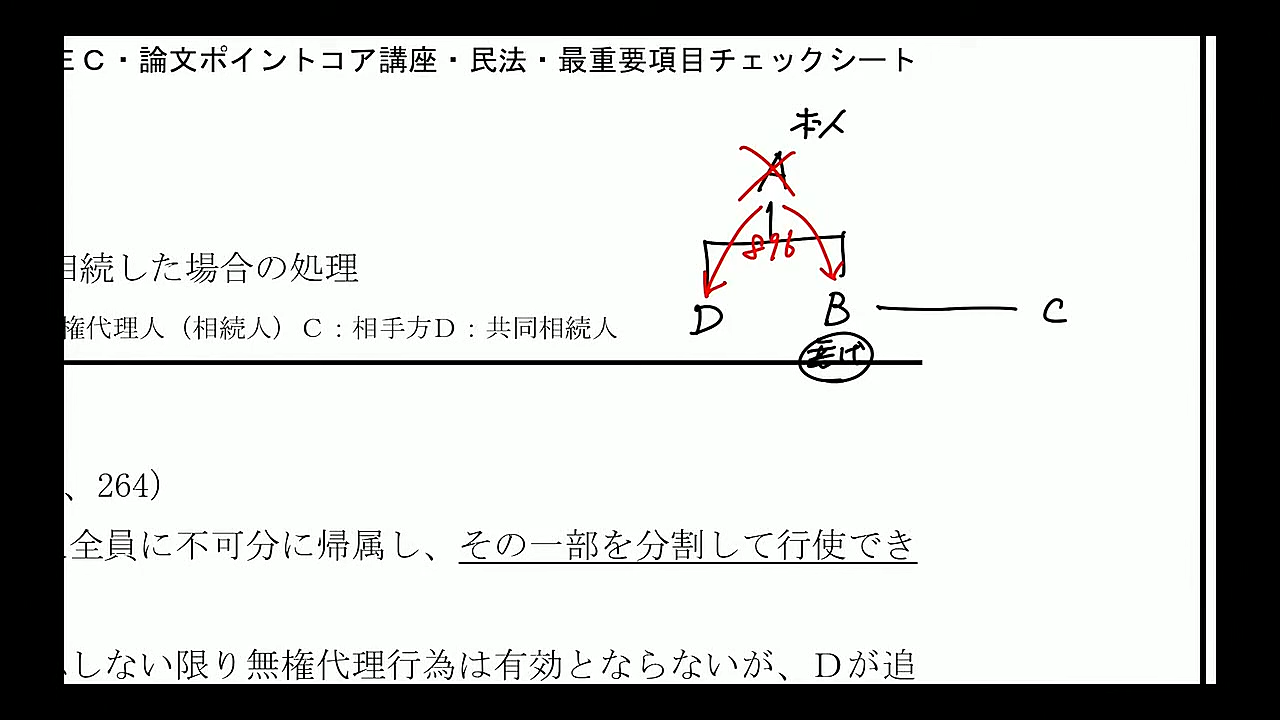 ＥＣ・論文ポイントコア講座・民法・最重要項目チェックシート
本人
A
896
相続した場合の処理
D B C
権代理人（相続人）Ｃ：相手方Ｄ：共同相続人
、264）
全員に不可分に帰属し、その一部を分割して行使でき
しない限り無権代理行為は有効とならないが、Ｄが追